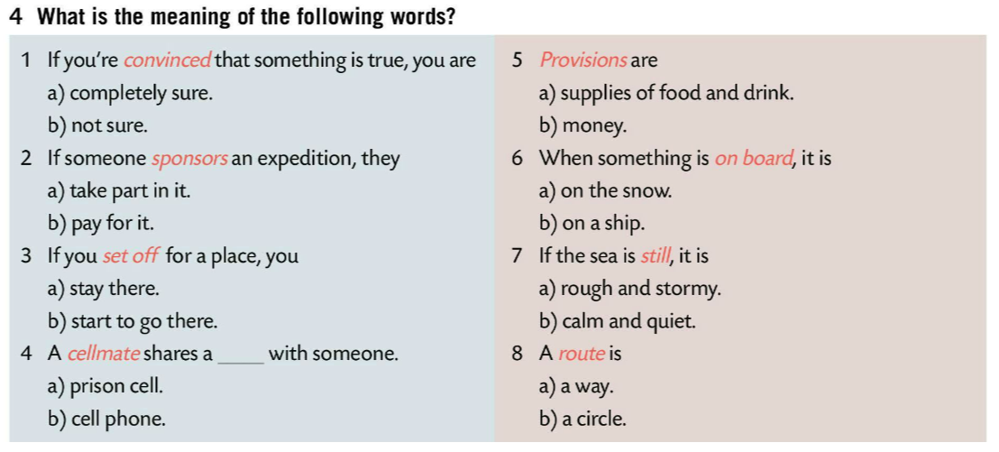 4 What is the meaning of the following words?
1 If you're convinced that something is true, you are
a) completely sure.
b) not sure.
2 If someone sponsors an expedition, they
a) take part in it.
b) pay for it.
3 If you set off for a place, you
a) stay there.
b) start to go there.
4 A cellmate shares a ____ with someone.
a) prison cell.
b) cell phone.
5 Provisions are
a) supplies of food and drink.
b) money.
6 When something is on board, it is
a) on the snow.
b) on a ship.
7 If the sea is still, it is
a) rough and stormy.
b) calm and quiet.
8 A route is
a) a way.
b) a circle.